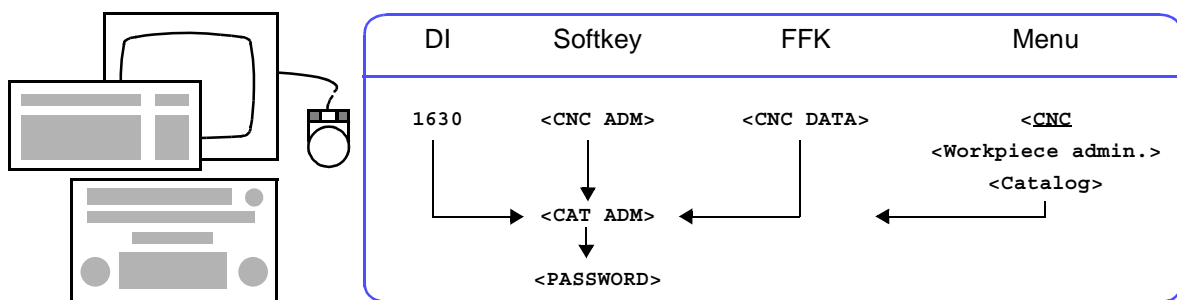 DI Softkey FFK Menu
1630 <CNC ADM> <CNC DATA> <CNC
<Workpiece admin.>
<Catalog>
<CAT ADM>
<PASSWORD>